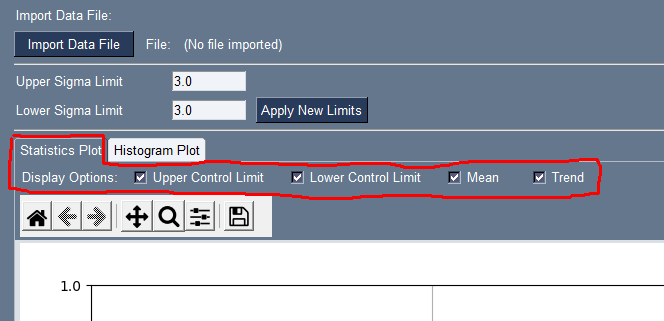 Import Data File:
Import Data File File: (No file imported)
Upper Sigma Limit 3.0
Lower Sigma Limit 3.0 Apply New Limits
Statistics Plot Histogram Plot
Display Options: Upper Control Limit Lower Control Limit Mean Trend
1.0